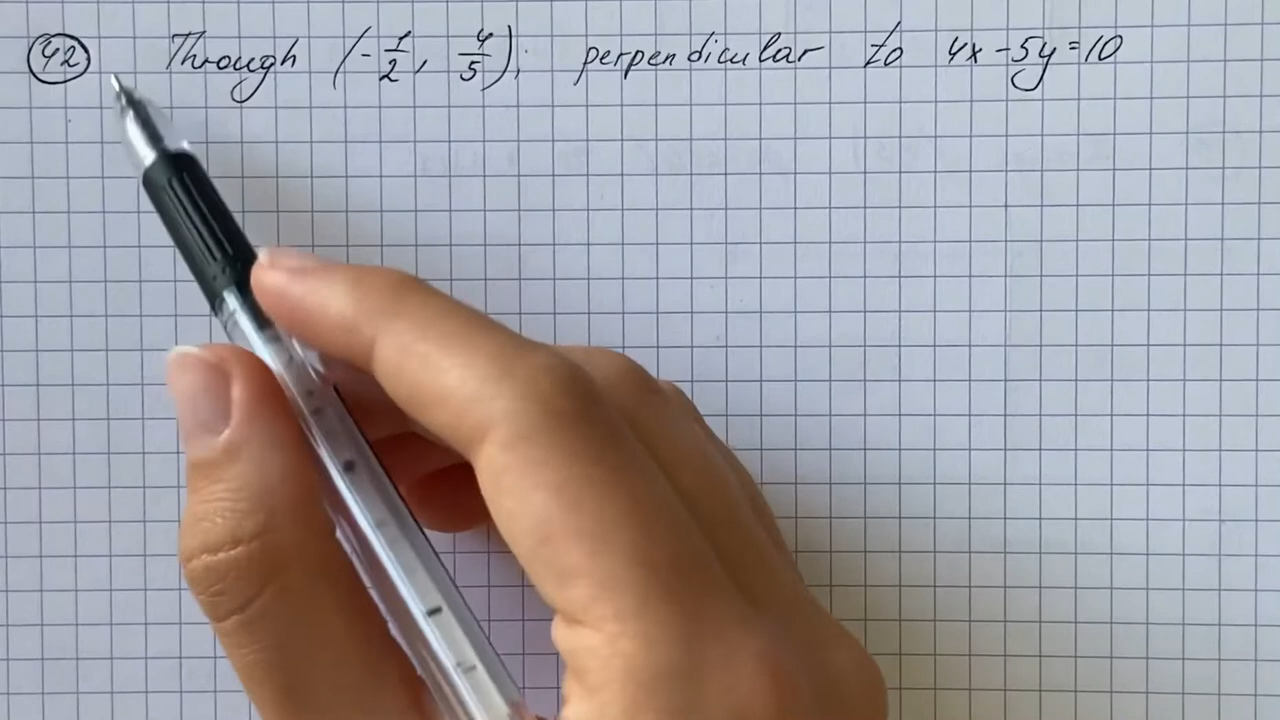 42 Through (-1/2, 4/5); perpendicular to 4x-5y=10